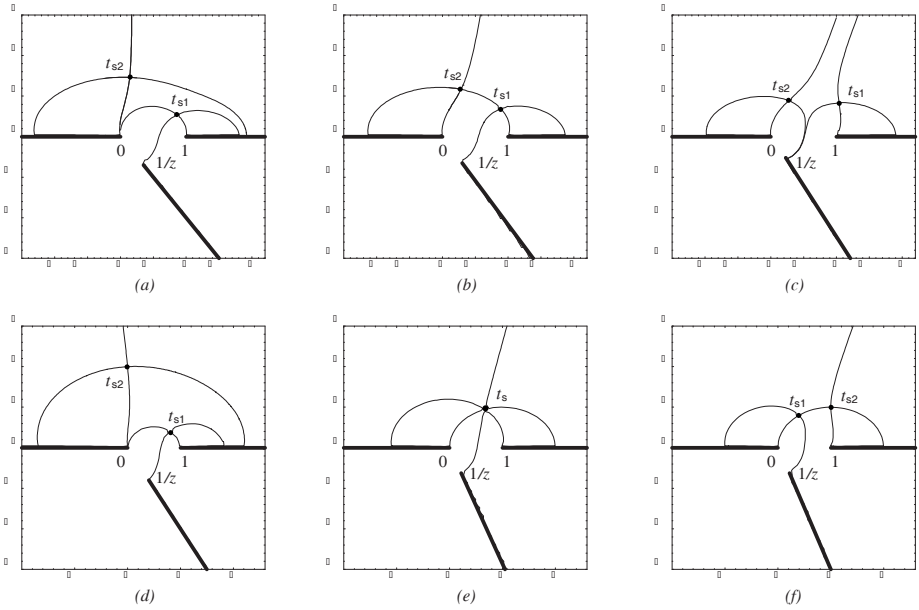 t_s2
t_s1
0 1
1/z
(a)
t_s2
t_s1
0 1
1/z
(b)
t_s2 t_s1
0 1
1/z
(c)
t_s2
t_s1
0 1
1/z
(d)
t_s
0 1
1/z
(e)
t_s1 t_s2
0 1
1/z
(f)